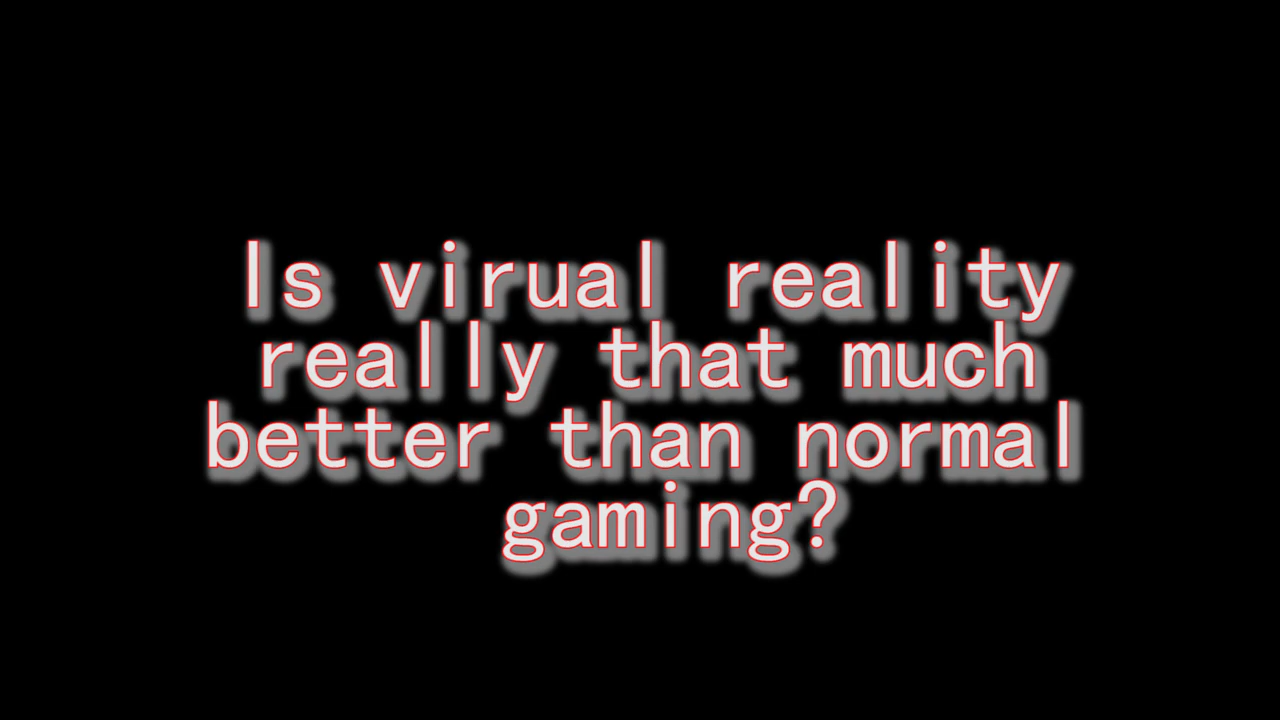 Is virual reality
really that much
better than normal
gaming?